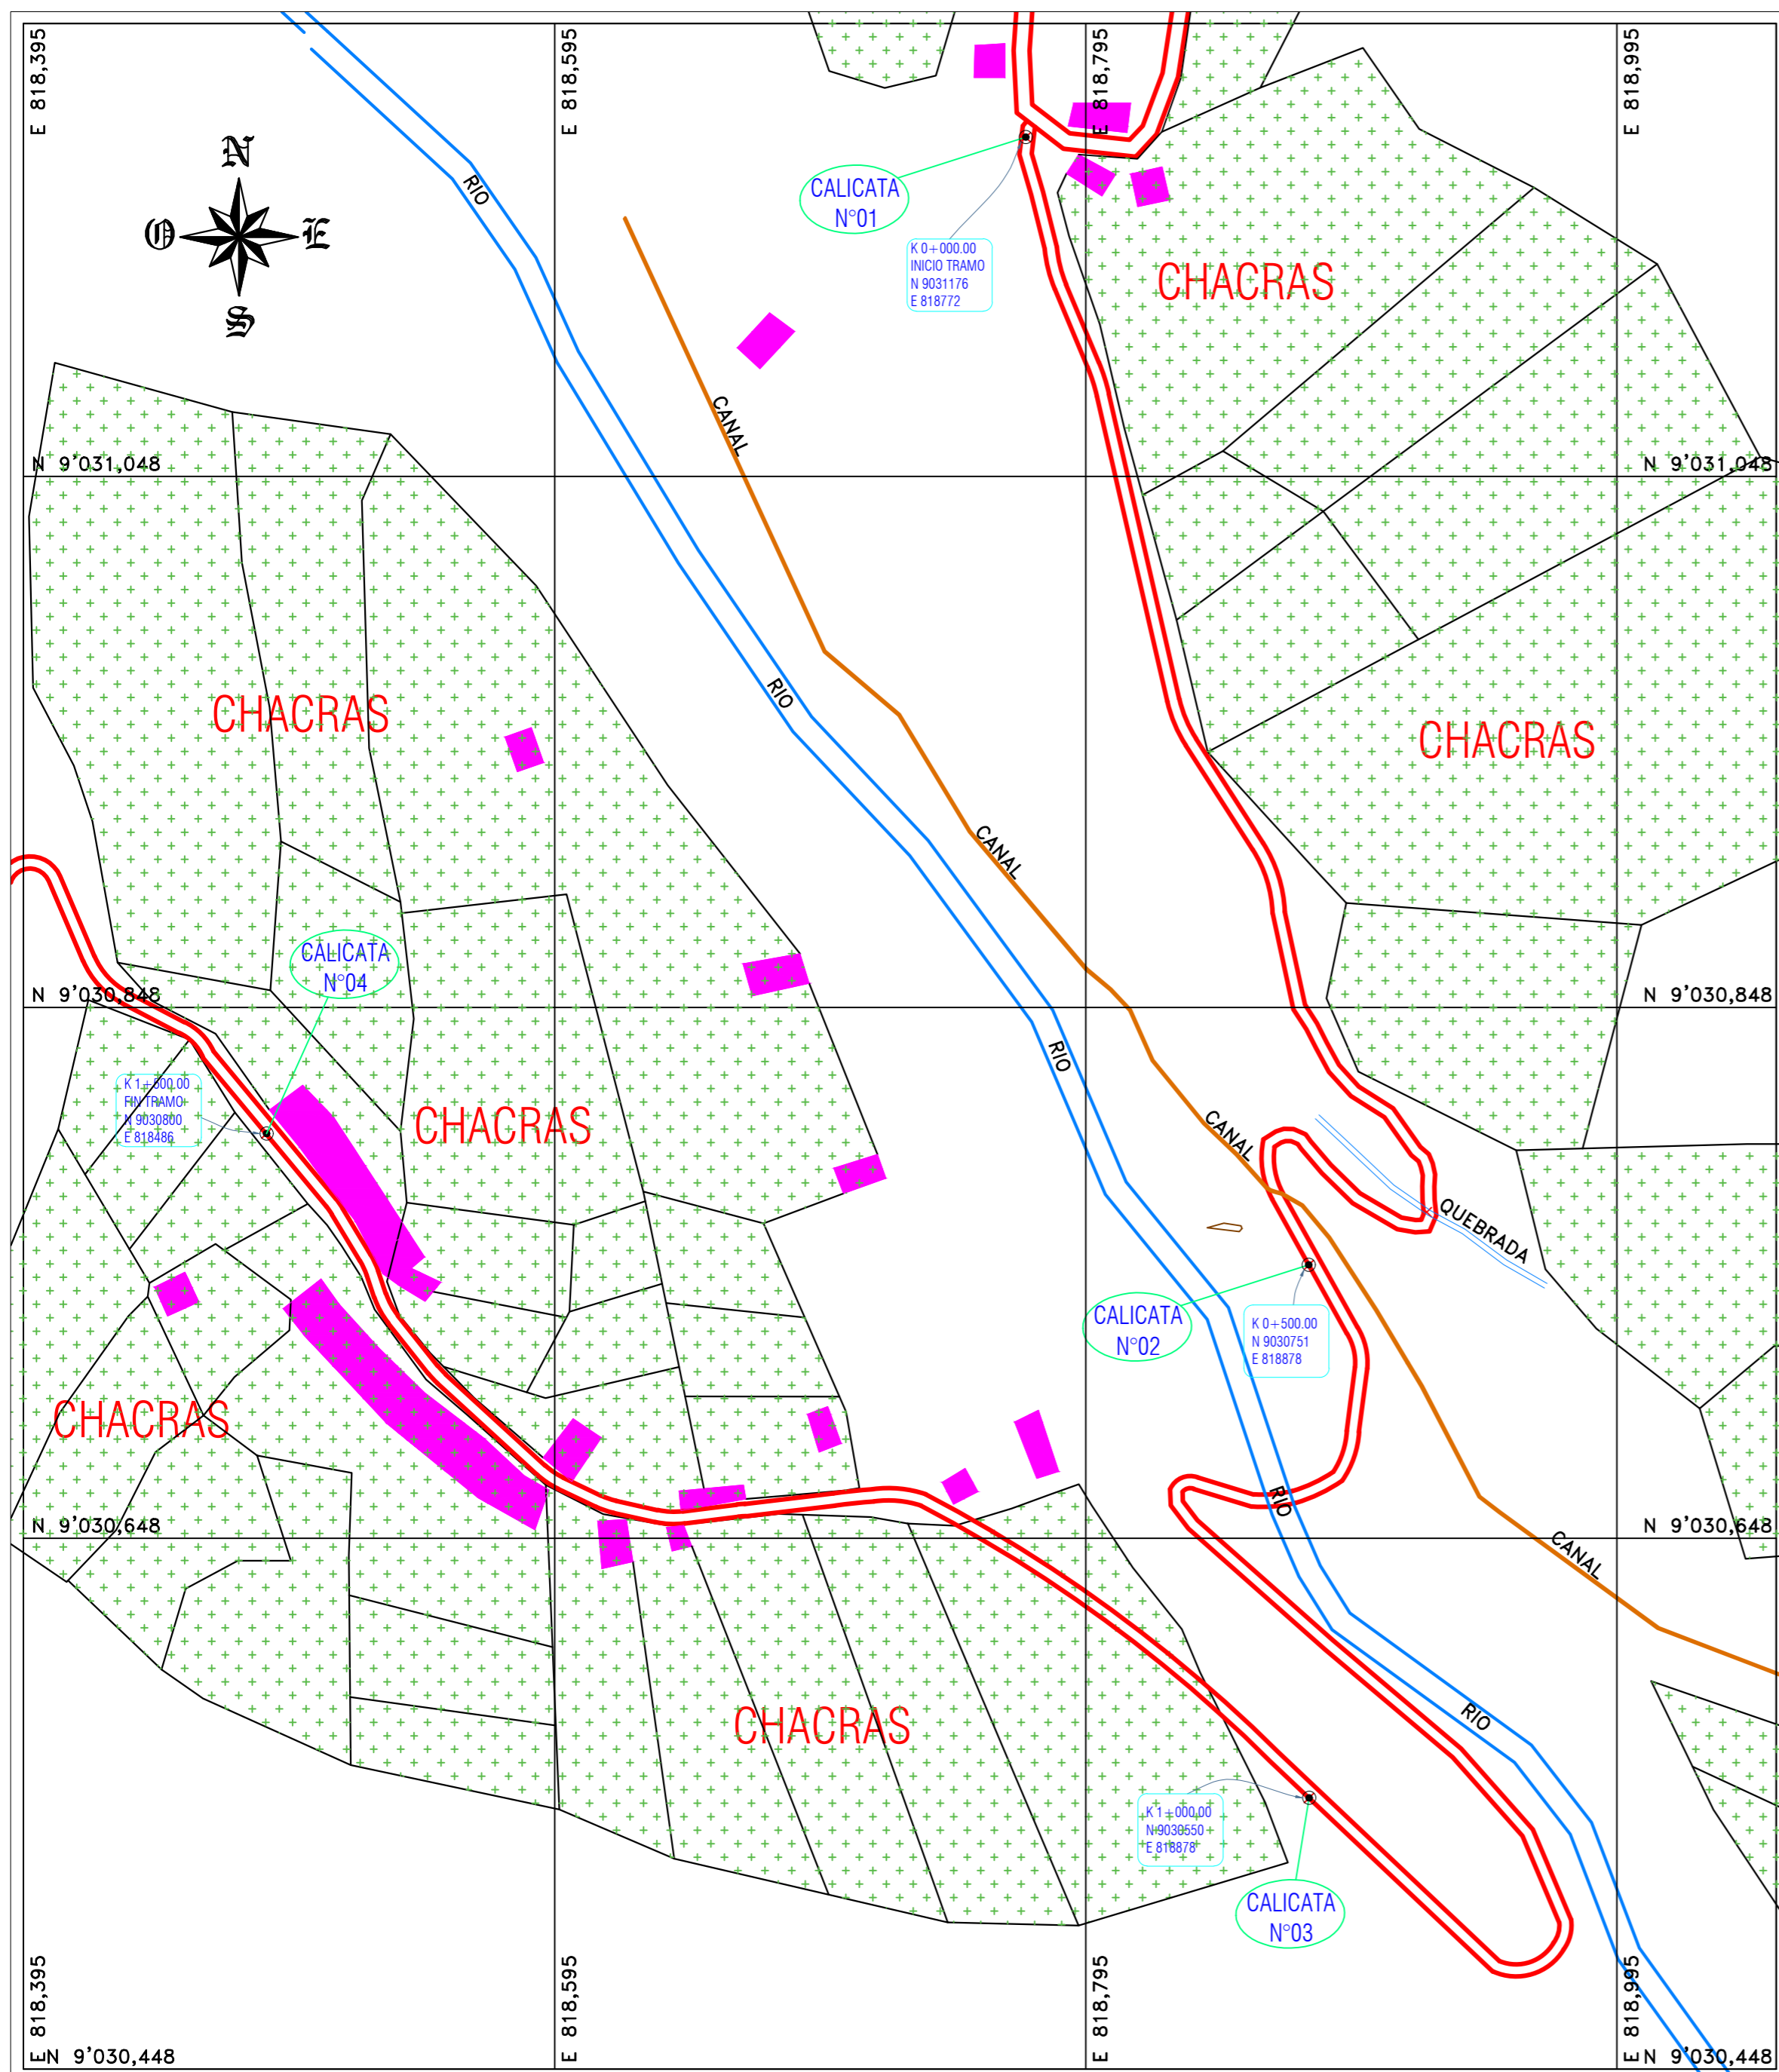 E 818,395
E 818,595
E 818,795
E 818,995
N
O
E
S
RIO
CALICATA
N°01
K 0+000.00
INICIO TRAMO
N 9031176
E 818772
CHACRAS
CANAL
N 9'031,048
N 9'031,048
RIO
CHACRAS
CHACRAS
CANAL
CALICATA
N°04
N 9'030,848
N 9'030,848
RIO
K 1+500.00
FIN TRAMO
N 9030800
E 818486
CHACRAS
CANAL
QUEBRADA
CALICATA
N°02
K 0+500.00
N 9030751
E 818878
CHACRAS
RIO
N 9'030,648
N 9'030,648
CANAL
CHACRAS
RIO
K 1+000.00
N 9030550
E 818878
CALICATA
N°03
E 818,395
E 818,595
E 818,795
E 818,995
N 9'030,448
N 9'030,448